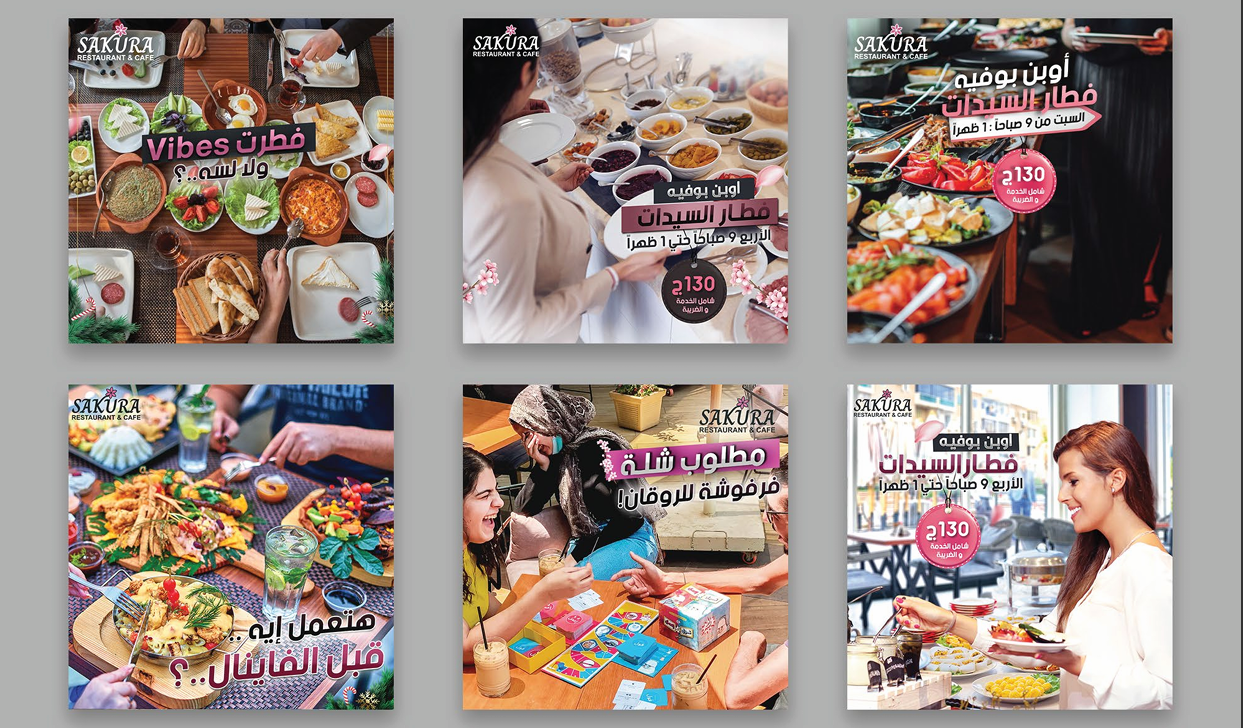 SAKURA
RESTAURANT & CAFE
فطرت Vibes
ولا لسه..؟
SAKURA
RESTAURANT & CAFE
اوبن بوفيه
فطار السيدات
الأربع 9 صباحاً حتي 1 ظهراً
130ج
شامل الخدمة
و الضريبة
SAKURA
RESTAURANT & CAFE
أوبن بوفيه
فطار السيدات
السبت من 9 صباحاً : 1 ظهراً
130ج
شامل الخدمة
و الضريبة
SAKURA
RESTAURANT & CAFE
هتعمل إيه ..
قبل الفاينال..؟
SAKURA
RESTAURANT & CAFE
مطلوب شلة
فرفوشة للروقان!
SAKURA
RESTAURANT & CAFE
اوبن بوفيه
فطار السيدات
الأربع 9 صباحاً حتي 1 ظهراً
130ج
شامل الخدمة
و الضريبة